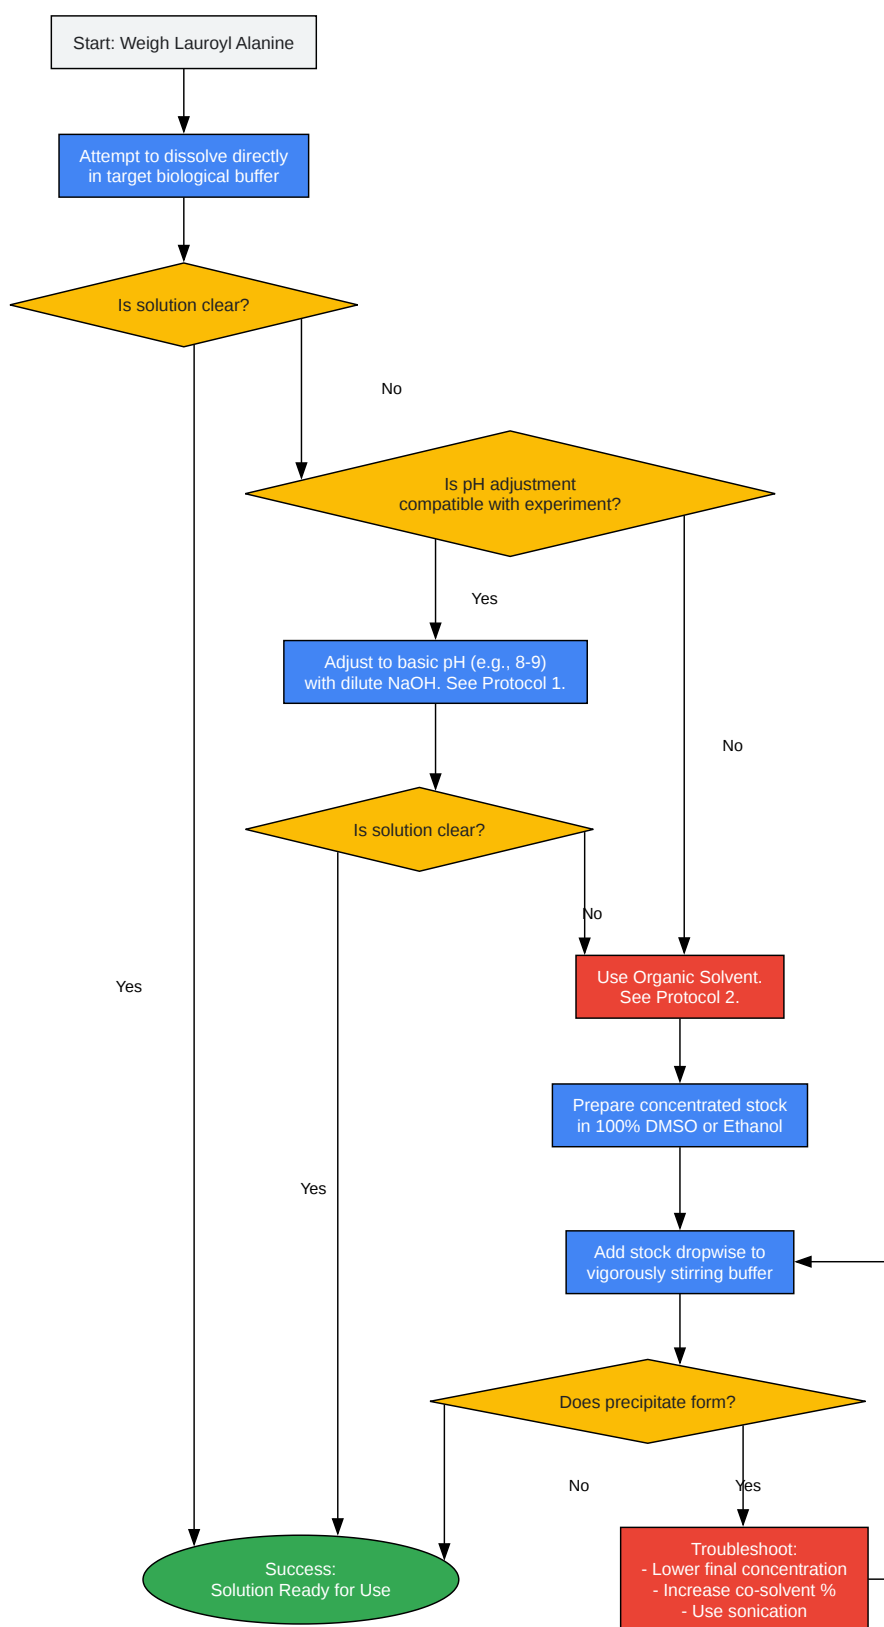 Start: Weigh Lauroyl Alanine
Attempt to dissolve directly
in target biological buffer
Is solution clear?
No
Is pH adjustment
compatible with experiment?
Yes
Adjust to basic pH (e.g., 8-9)
with dilute NaOH. See Protocol 1.
No
Is solution clear?
No
Use Organic Solvent.
See Protocol 2.
Yes
Prepare concentrated stock
in 100% DMSO or Ethanol
Yes
Add stock dropwise to
vigorously stirring buffer
Does precipitate form?
No
Yes
Success:
Solution Ready for Use
Troubleshoot:
- Lower final concentration
- Increase co-solvent %
- Use sonication